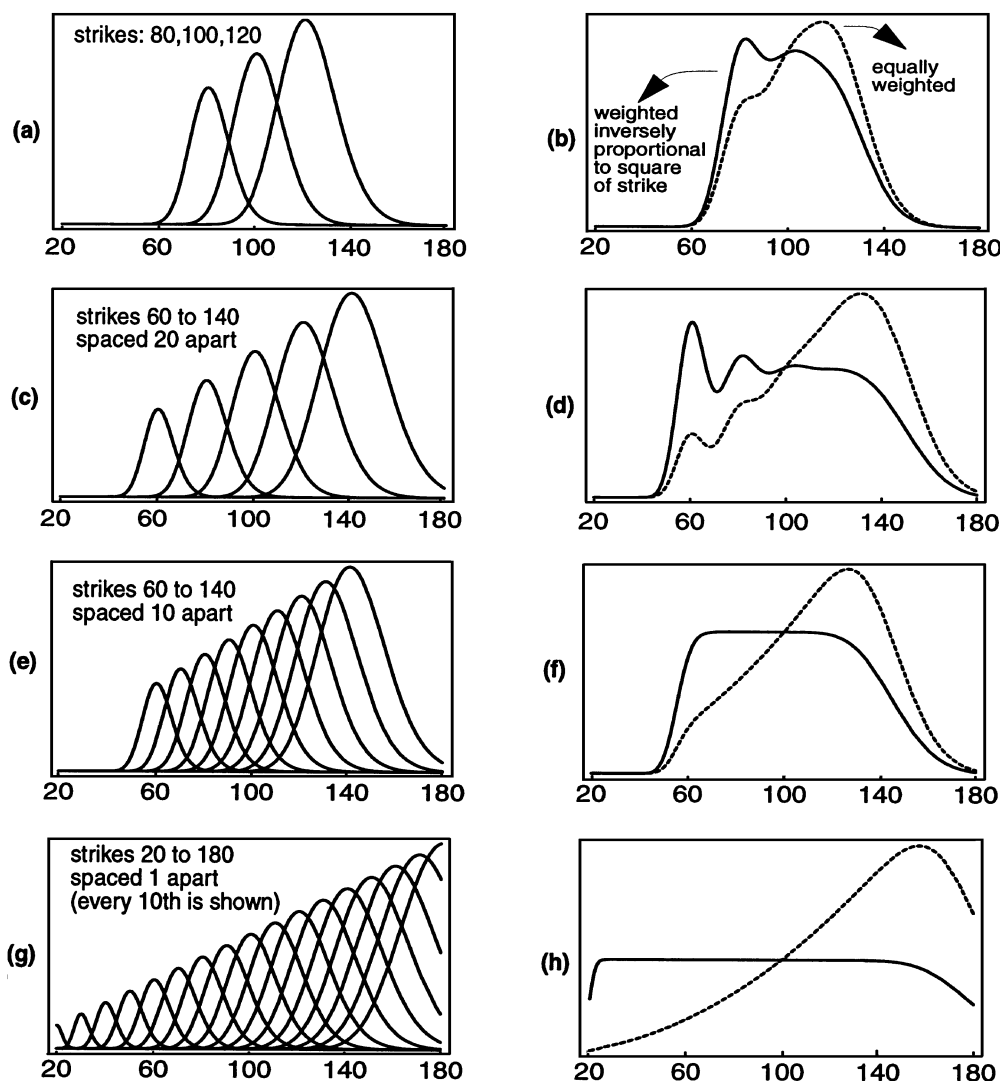 strikes: 80,100,120
(a)
20 60 100 140 180
weighted
inversely
proportional
to square
of strike
equally
weighted
(b)
20 60 100 140 180
strikes 60 to 140
spaced 20 apart
(c)
20 60 100 140 180
(d)
20 60 100 140 180
strikes 60 to 140
spaced 10 apart
(e)
20 60 100 140 180
(f)
20 60 100 140 180
strikes 20 to 180
spaced 1 apart
(every 10th is shown)
(g)
20 60 100 140 180
(h)
20 60 100 140 180